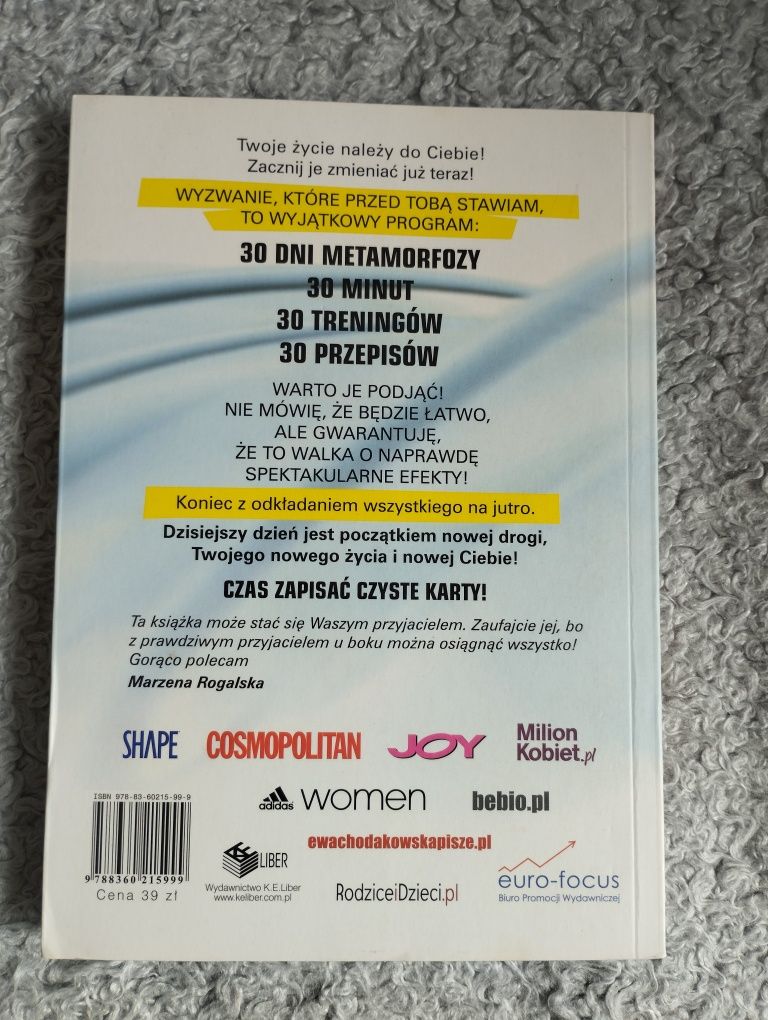 Twoje życie należy do Ciebie!
Zacznij je zmieniać już teraz!
WYZWANIE, KTÓRE PRZED TOBĄ STAWIAM,
TO WYJĄTKOWY PROGRAM:
30 DNI METAMORFOZY
30 MINUT
30 TRENINGÓW
30 PRZEPISÓW
WARTO JE PODJĄĆ!
NIE MÓWIĘ, ŻE BĘDZIE ŁATWO,
ALE GWARANTUJĘ,
ŻE TO WALKA O NAPRAWDĘ
SPEKTAKULARNE EFEKTY!
Koniec z odkładaniem wszystkiego na jutro.
Dzisiejszy dzień jest początkiem nowej drogi,
Twojego nowego życia i nowej Ciebie!
CZAS ZAPISAĆ CZYSTE KARTY!
Ta książka może stać się Waszym przyjacielem. Zaufajcie jej, bo
z prawdziwym przyjacielem u boku można osiągnąć wszystko!
Gorąco polecam
Marzena Rogalska
SHAPE COSMOPOLITAN JOY Milion
Kobiet.pl
ISBN 978-83-60215-99-9
adidas women bebio.pl
ewachodakowskapisze.pl
LIBER
9 788360 215999
Cena 39 zł
Wydawnictwo K.E.Liber
www.keliber.com.pl
RodziceiDzieci.pl
euro-focus
Biuro Promocji Wydawniczej